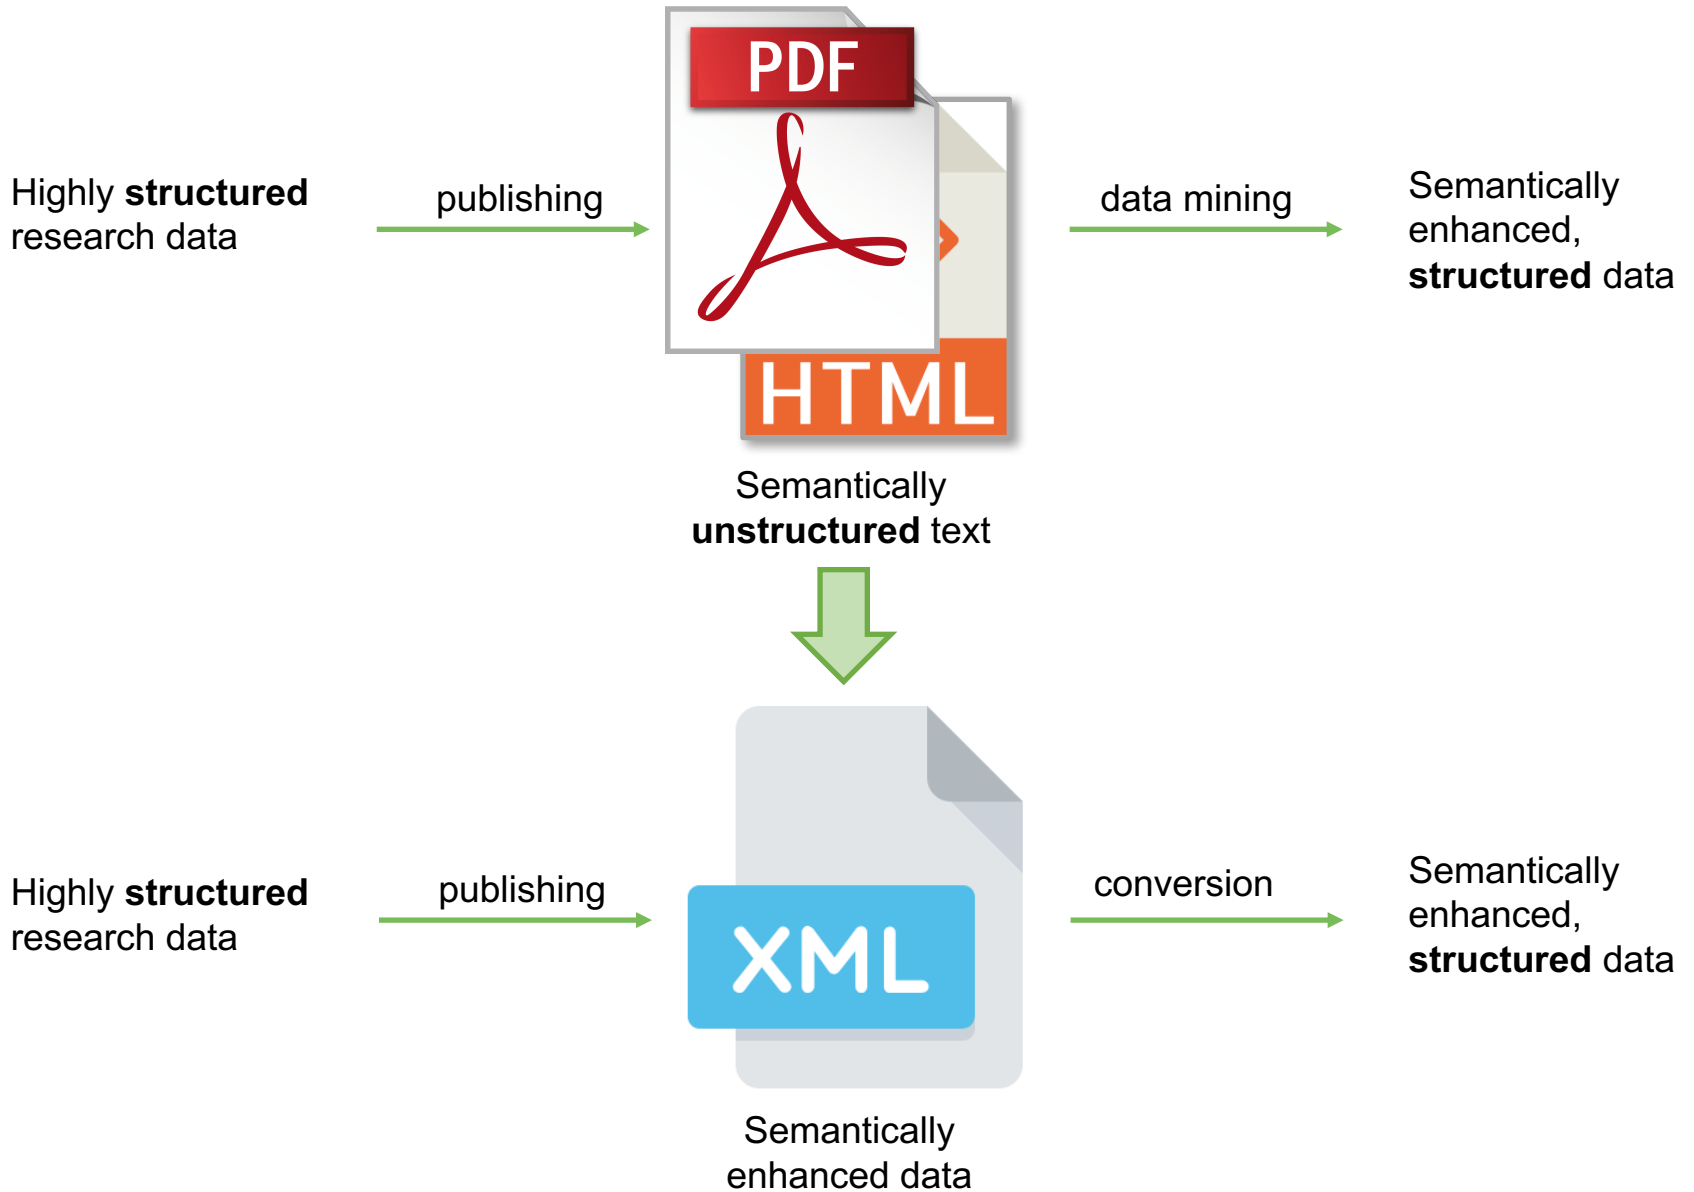 PDF
Highly structured
research data
publishing
data mining
Semantically
enhanced,
structured data
HTML
Semantically
unstructured text
Highly structured
research data
publishing
XML
conversion
Semantically
enhanced,
structured data
Semantically
enhanced data